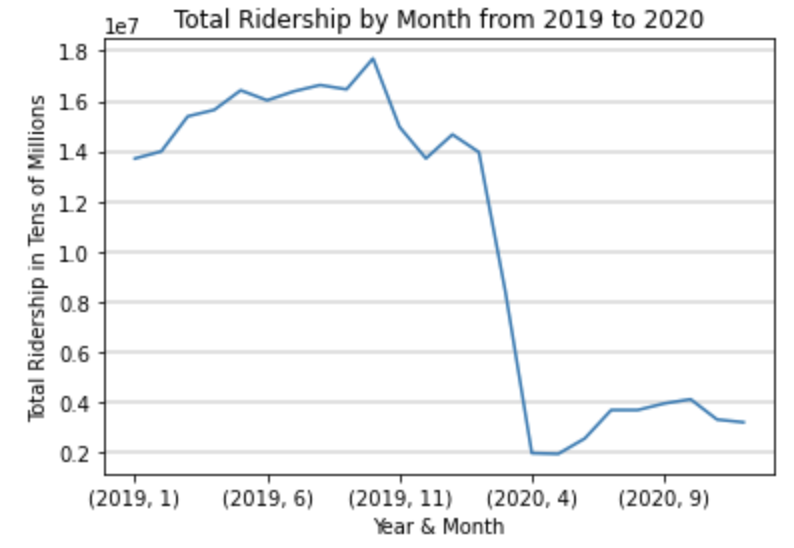 1e7
Total Ridership by Month from 2019 to 2020
Total Ridership in Tens of Millions
1.8
1.6
1.4
1.2
1.0
0.8
0.6
0.4
0.2
(2019, 1) (2019, 6) (2019, 11) (2020, 4) (2020, 9)
Year & Month